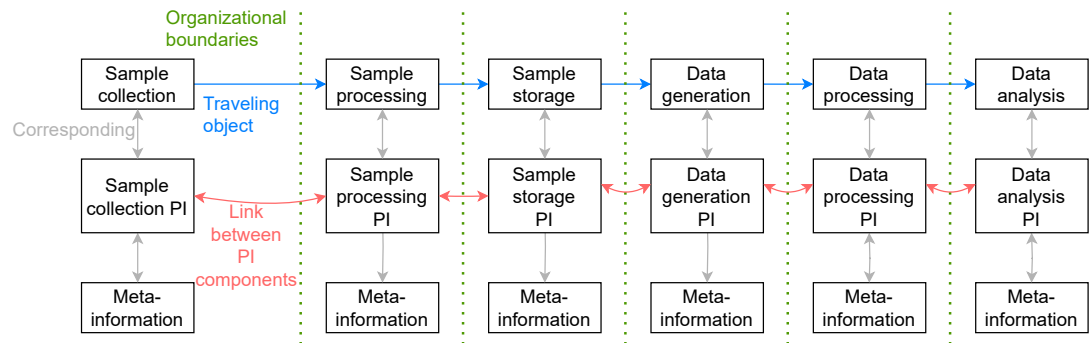 Organizational
boundaries
Sample
collection
Sample
processing
Sample
storage
Data
generation
Data
processing
Data
analysis
Traveling
object
Corresponding
Sample
collection PI
Sample
processing
PI
Sample
storage
PI
Data
generation
PI
Data
processing
PI
Data
analysis
PI
Link
between
PI
components
Meta-
information
Meta-
information
Meta-
information
Meta-
information
Meta-
information
Meta-
information